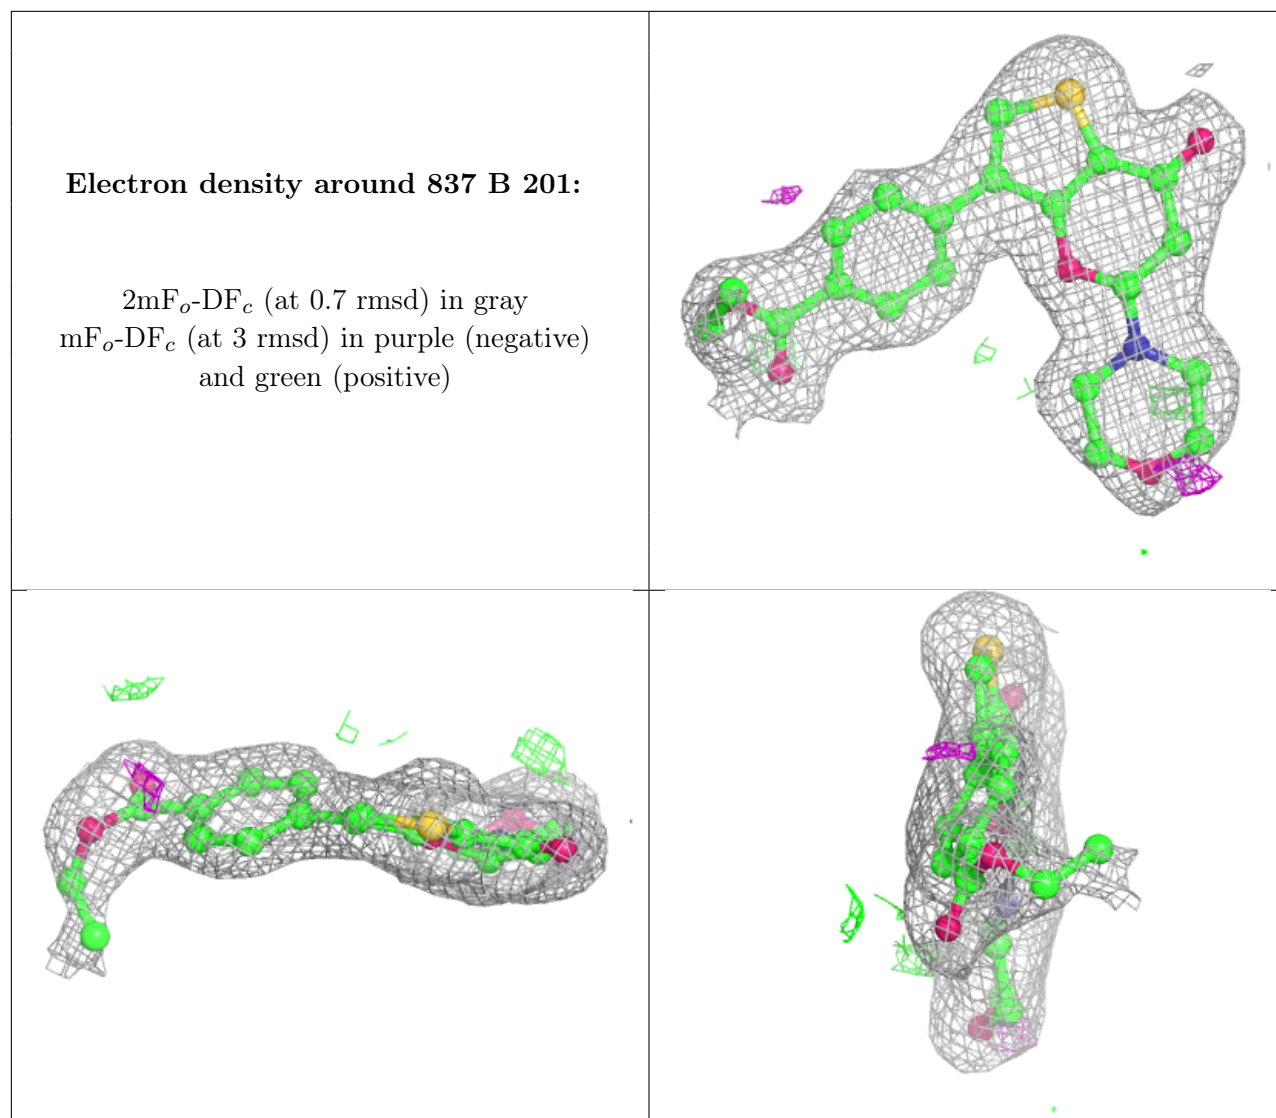 Electron density around 837 B 201:
2mFo-DFc (at 0.7 rmsd) in gray
mFo-DFc (at 3 rmsd) in purple (negative)
and green (positive)